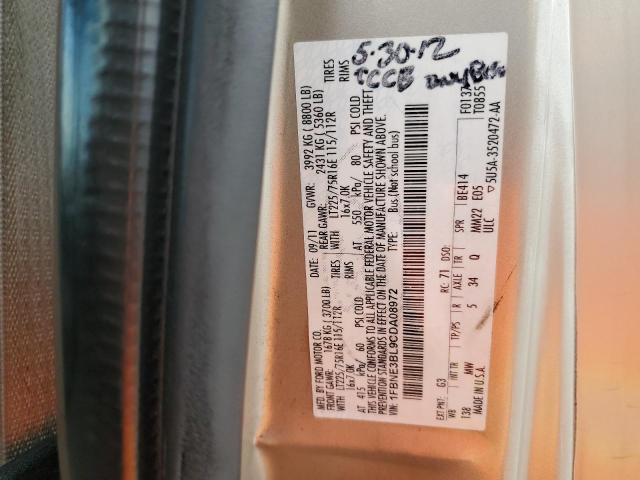 5-30-12
TCCB
MFD. BY FORD MOTOR CO.
DATE: 09/11 GVWR: 3992 KG ( 8800 LB)
FRONT GAWR: 1678 KG ( 3700 LB) REAR GAWR: 2431 KG ( 5360 LB)
WITH LT225/75R16E 115/112R TIRES WITH LT225/75R16E 115/112R TIRES
16x7.0K RIMS 16x7.0K RIMS
AT 415 kPa/ 60 PSI COLD AT 550 kPa/ 80 PSI COLD
THIS VEHICLE CONFORMS TO ALL APPLICABLE FEDERAL MOTOR VEHICLE SAFETY AND THEFT
PREVENTION STANDARDS IN EFFECT ON THE DATE OF MANUFACTURE SHOWN ABOVE.
VIN: TYPE: Bus (Not school bus)
F0137
T0855
EXT PNT: G3 RC: 71 DSO: BE414
WB INT TR TP/PS R AXLE TR SPR
138 MW 5 34 Q MM22 E05
MADE IN U.S.A. ULC ▽5U5A-3520472-AA